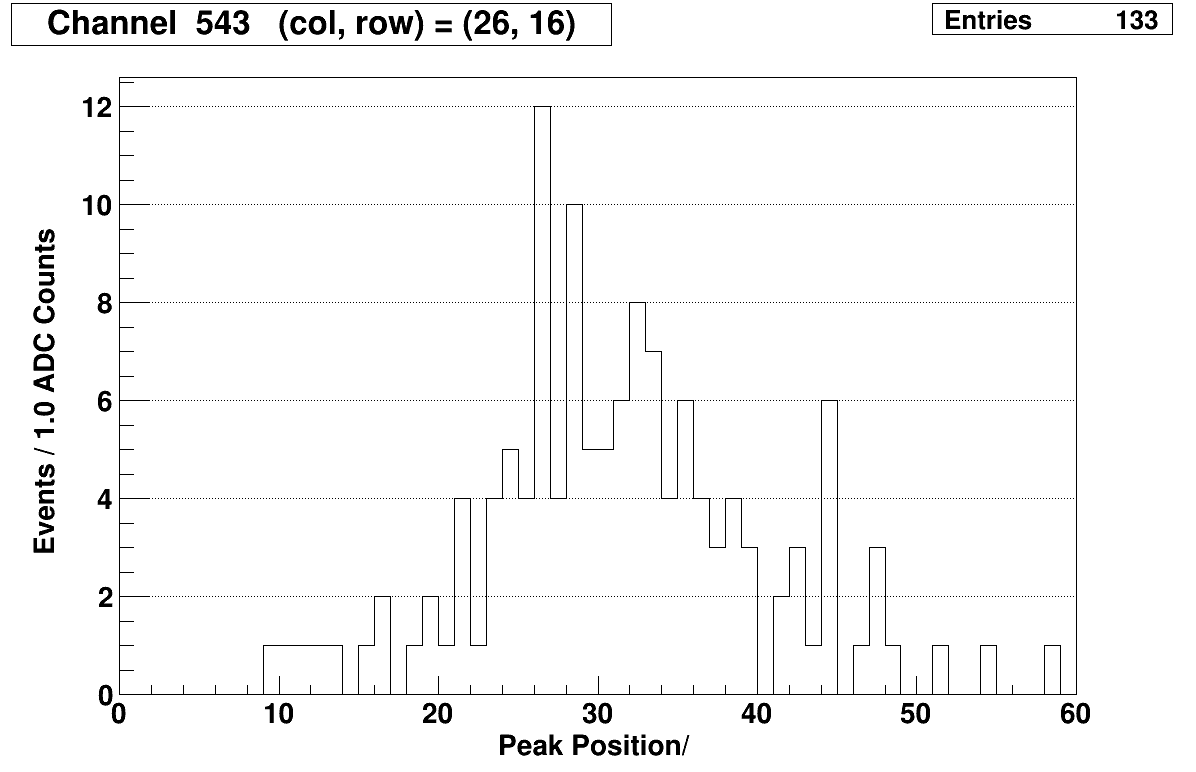 Channel 543 (col, row) = (26, 16)
Entries 133
Events / 1.0 ADC Counts
12
10
8
6
4
2
0
0 10 20 30 40 50 60
Peak Position/